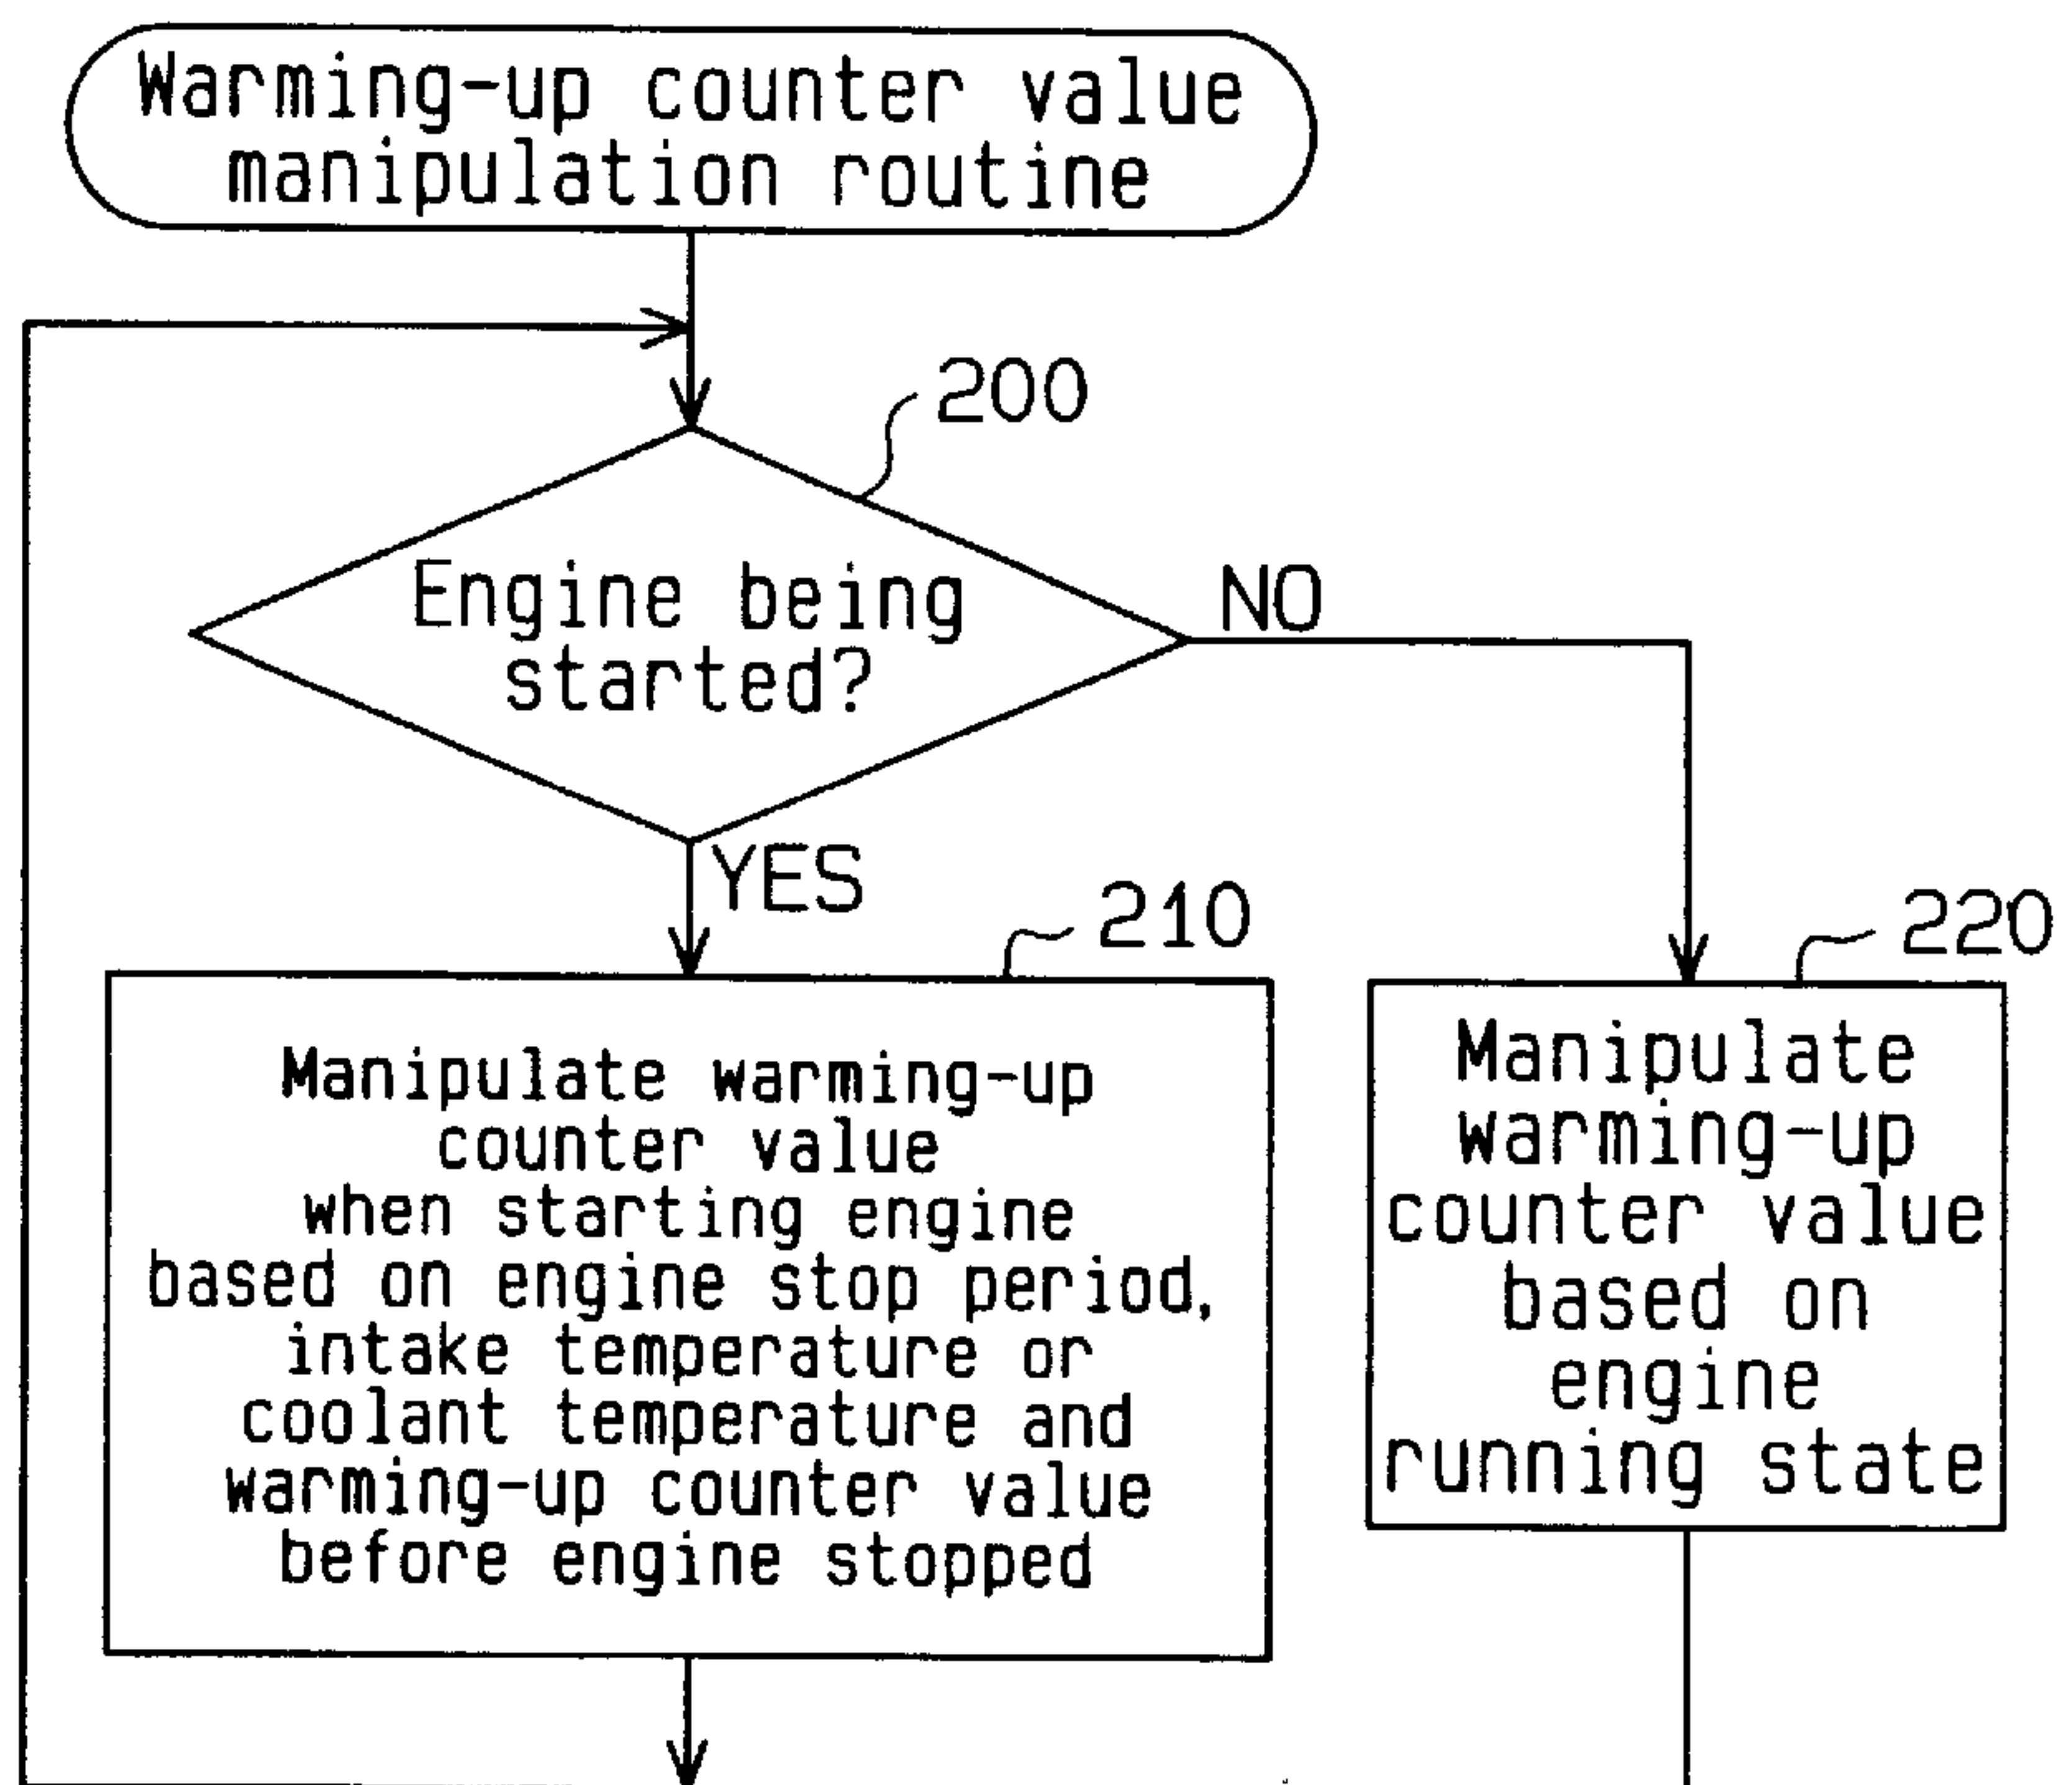 Warming-up counter value
manipulation routine
200
Engine being
started?
NO
YES
210
220
Manipulate warming-up
counter value
when starting engine
based on engine stop period,
intake temperature or
coolant temperature and
warming-up counter value
before engine stopped
Manipulate
warming-up
counter value
based on
engine
running state